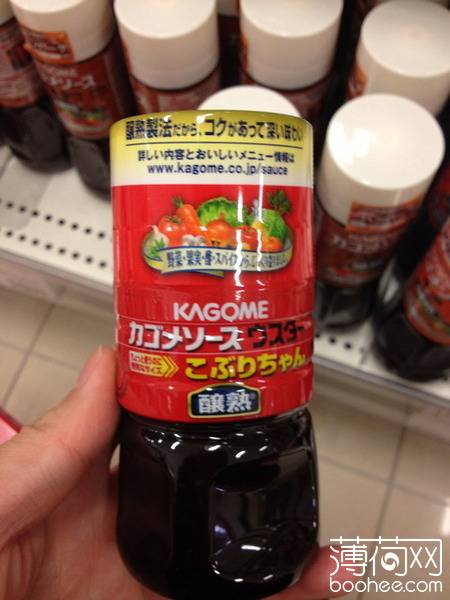 醸熟製法だから、コクがあって深い味わい
詳しい内容とおいしいメニュー情報は
www.kagome.co.jp/sauce
KAGOME
カゴメソース ウスター
こぶりちゃん
醸熟
KAGOME
薄荷网
boohee.com